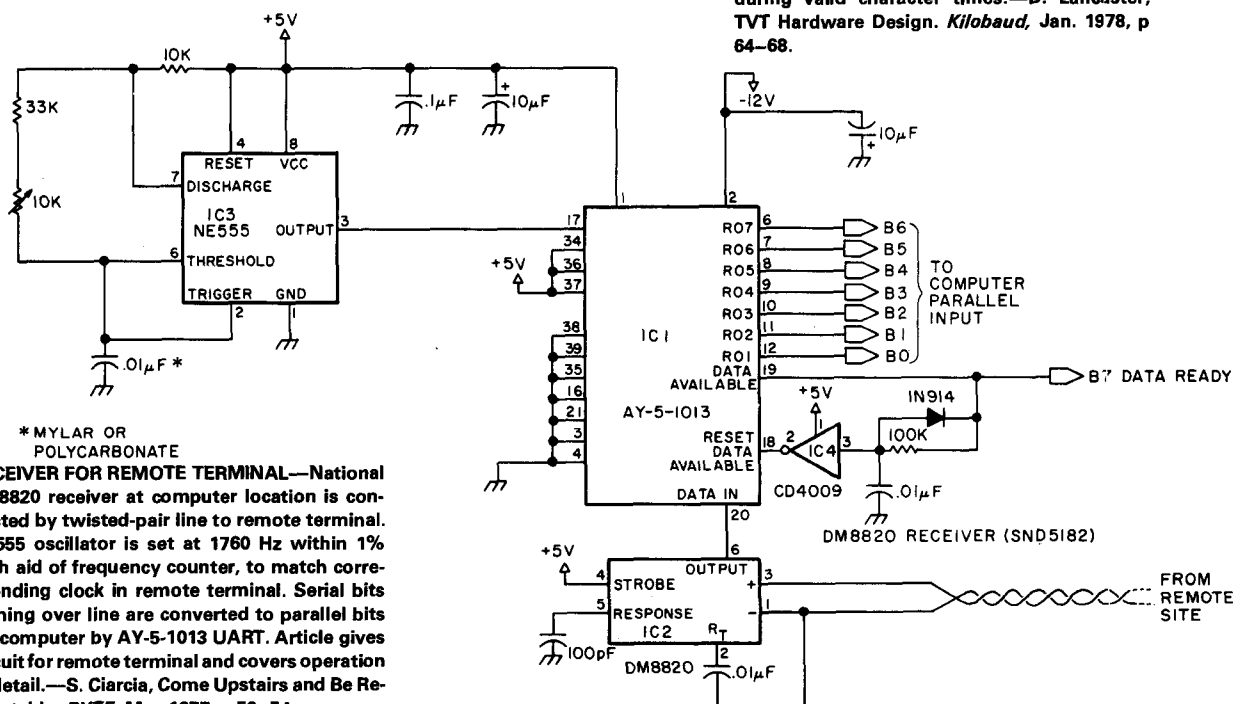 during valid character times.—D. Lancaster,
TVT Hardware Design. Kilobaud, Jan. 1978, p
64–68.
+5V
10K
33K
.1µF
+
10µF
-12V
10µF
+
4
8
RESET
VCC
7
DISCHARGE
10K
IC3
NE555
OUTPUT
3
6
THRESHOLD
TRIGGER
GND
2
1
.01µF *
* MYLAR OR
POLYCARBONATE
1
2
17
34
36
37
+5V
38
39
35
16
21
3
4
IC1
AY-5-1013
RO7
6
B6
RO6
7
B5
RO5
8
B4
RO4
9
B3
RO3
10
B2
RO2
11
B1
RO1
12
B0
TO
COMPUTER
PARALLEL
INPUT
DATA
AVAILABLE
19
B7 DATA READY
+5V
1
1N914
100K
RESET
DATA
AVAILABLE
18
2
IC4
3
CD4009
.01µF
DATA IN
20
DM8820 RECEIVER (SND5182)
CEIVER FOR REMOTE TERMINAL—National
8820 receiver at computer location is con-
ted by twisted-pair line to remote terminal.
555 oscillator is set at 1760 Hz within 1%
h aid of frequency counter, to match corre-
nding clock in remote terminal. Serial bits
ning over line are converted to parallel bits
computer by AY-5-1013 UART. Article gives
cuit for remote terminal and covers operation
detail.—S. Ciarcia, Come Upstairs and Be Re-
+5V
4
STROBE
5
RESPONSE
100pF
6
OUTPUT
+
3
–
1
IC2
RT
2
DM8820
.01µF
FROM
REMOTE
SITE